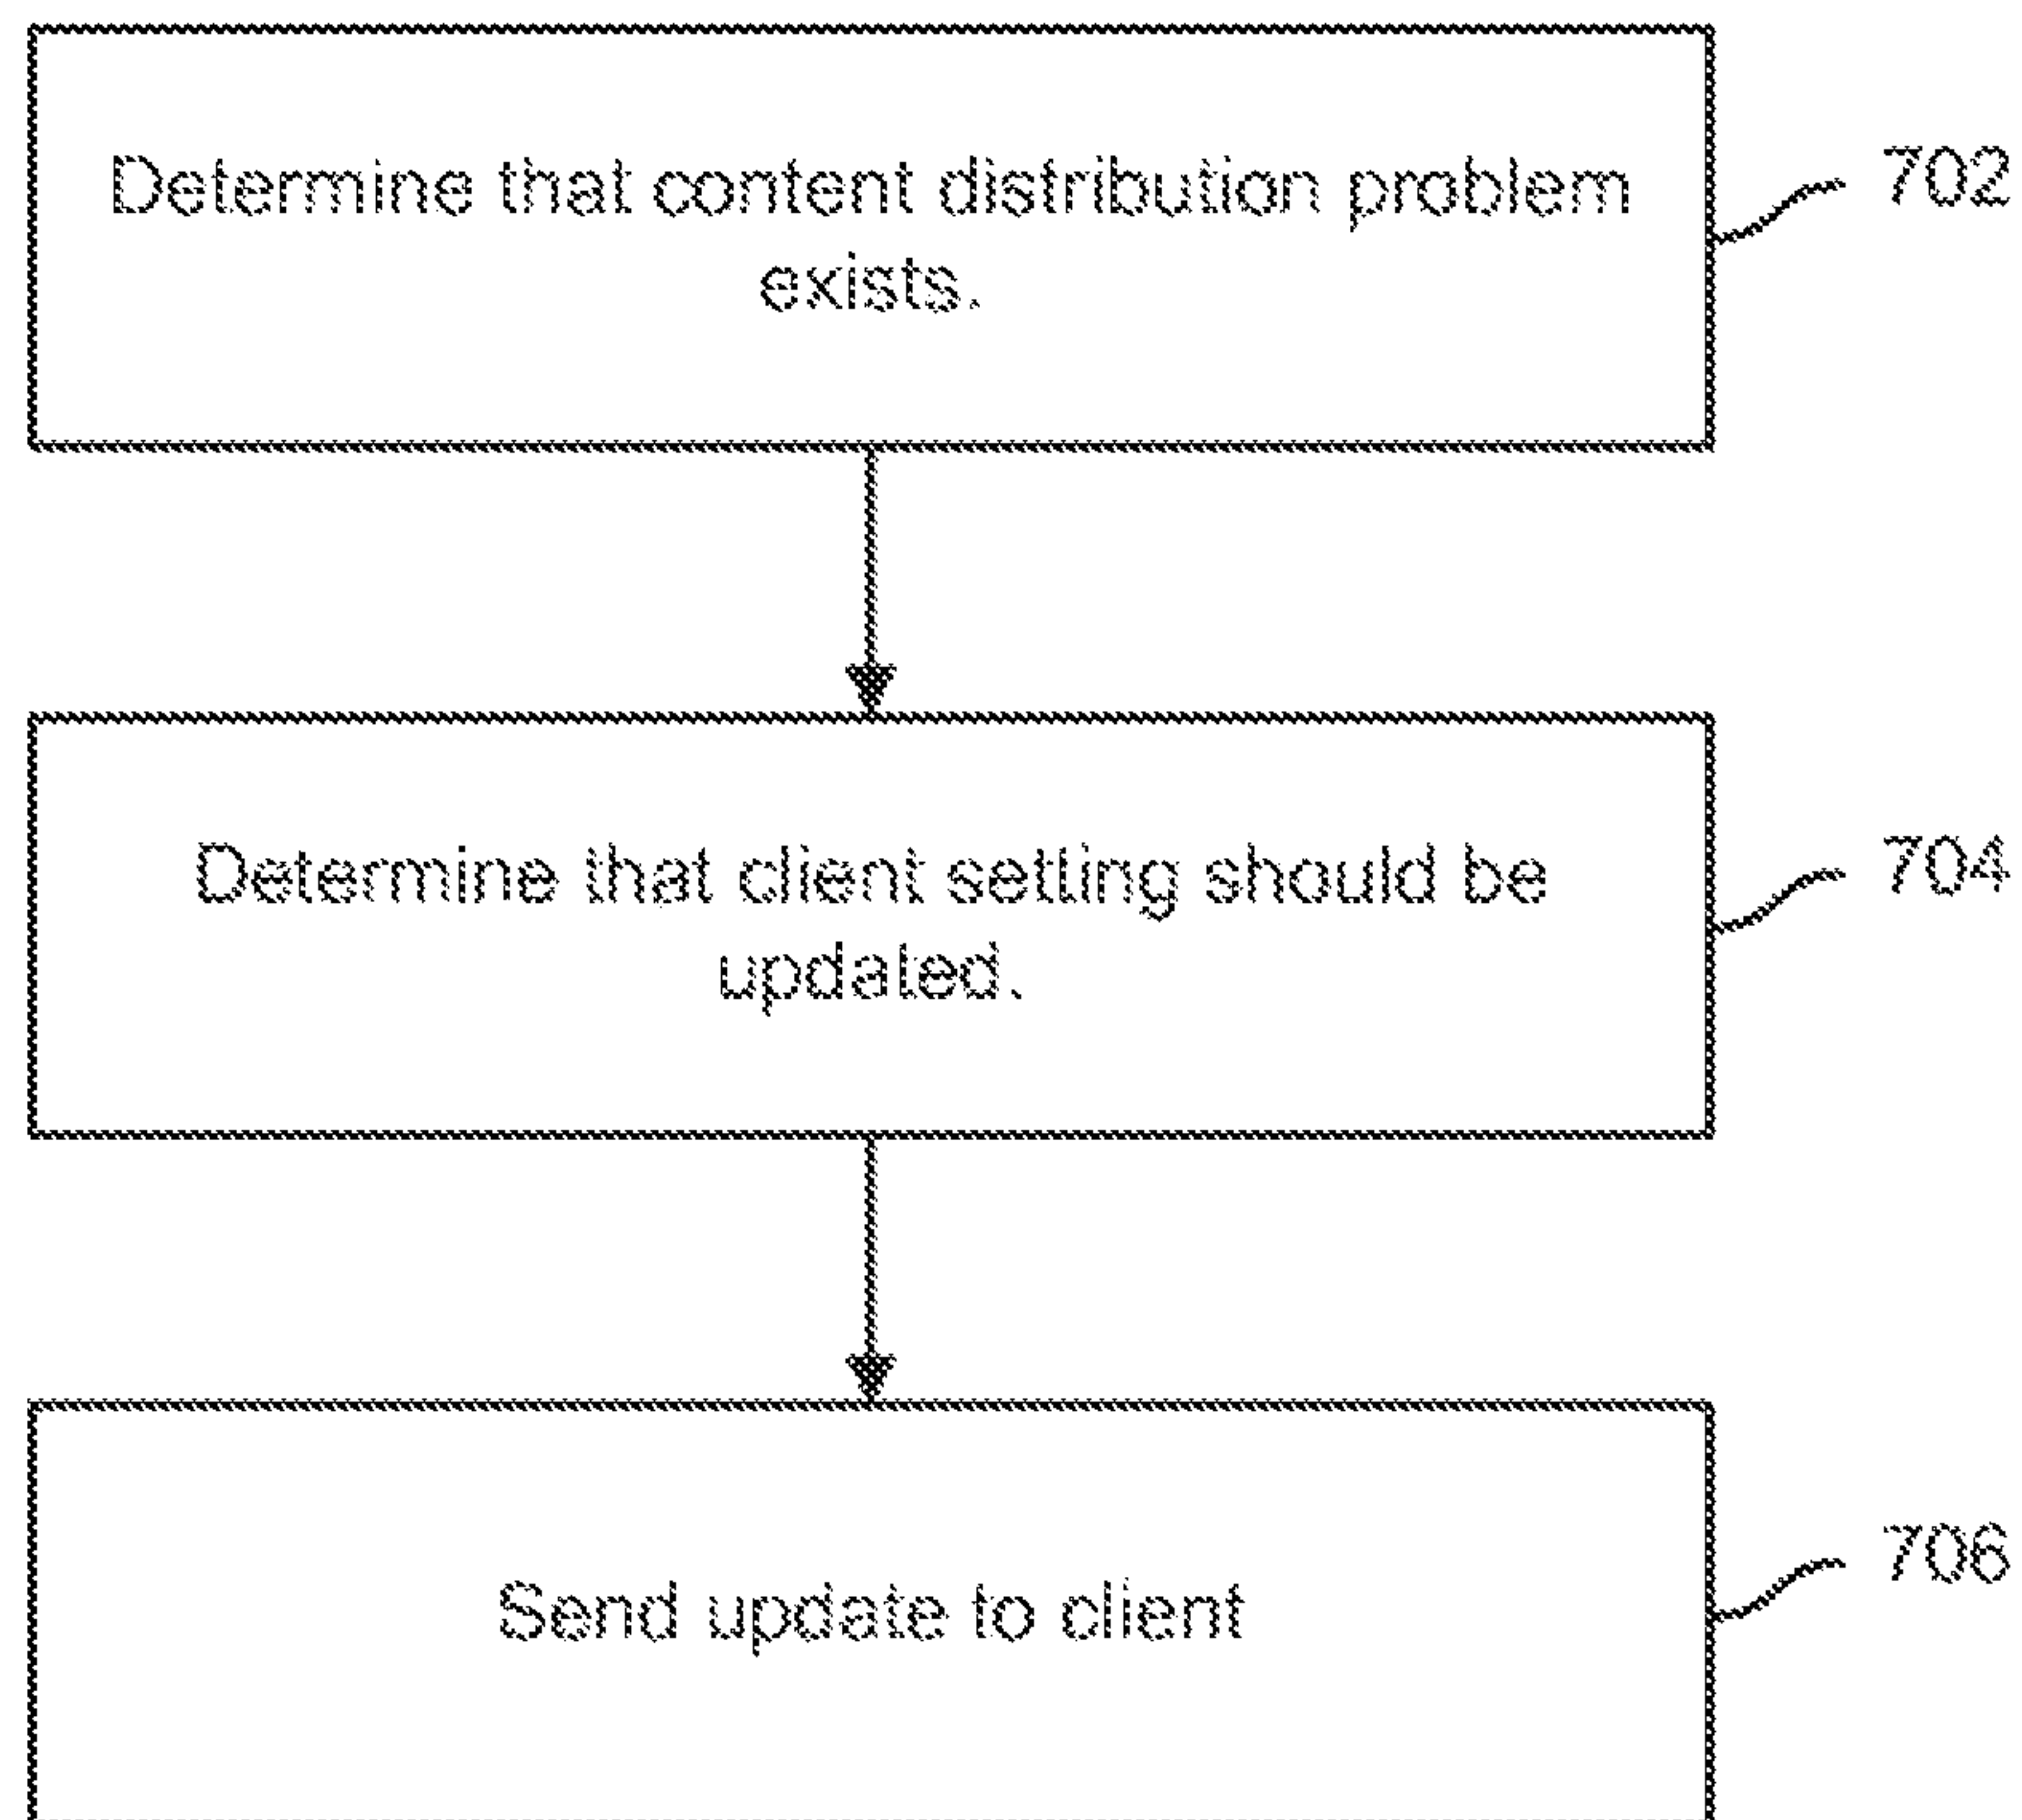 Determine that content distribution problem
exists.
702
Determine that client setting should be
updated.
704
Send update to client
706